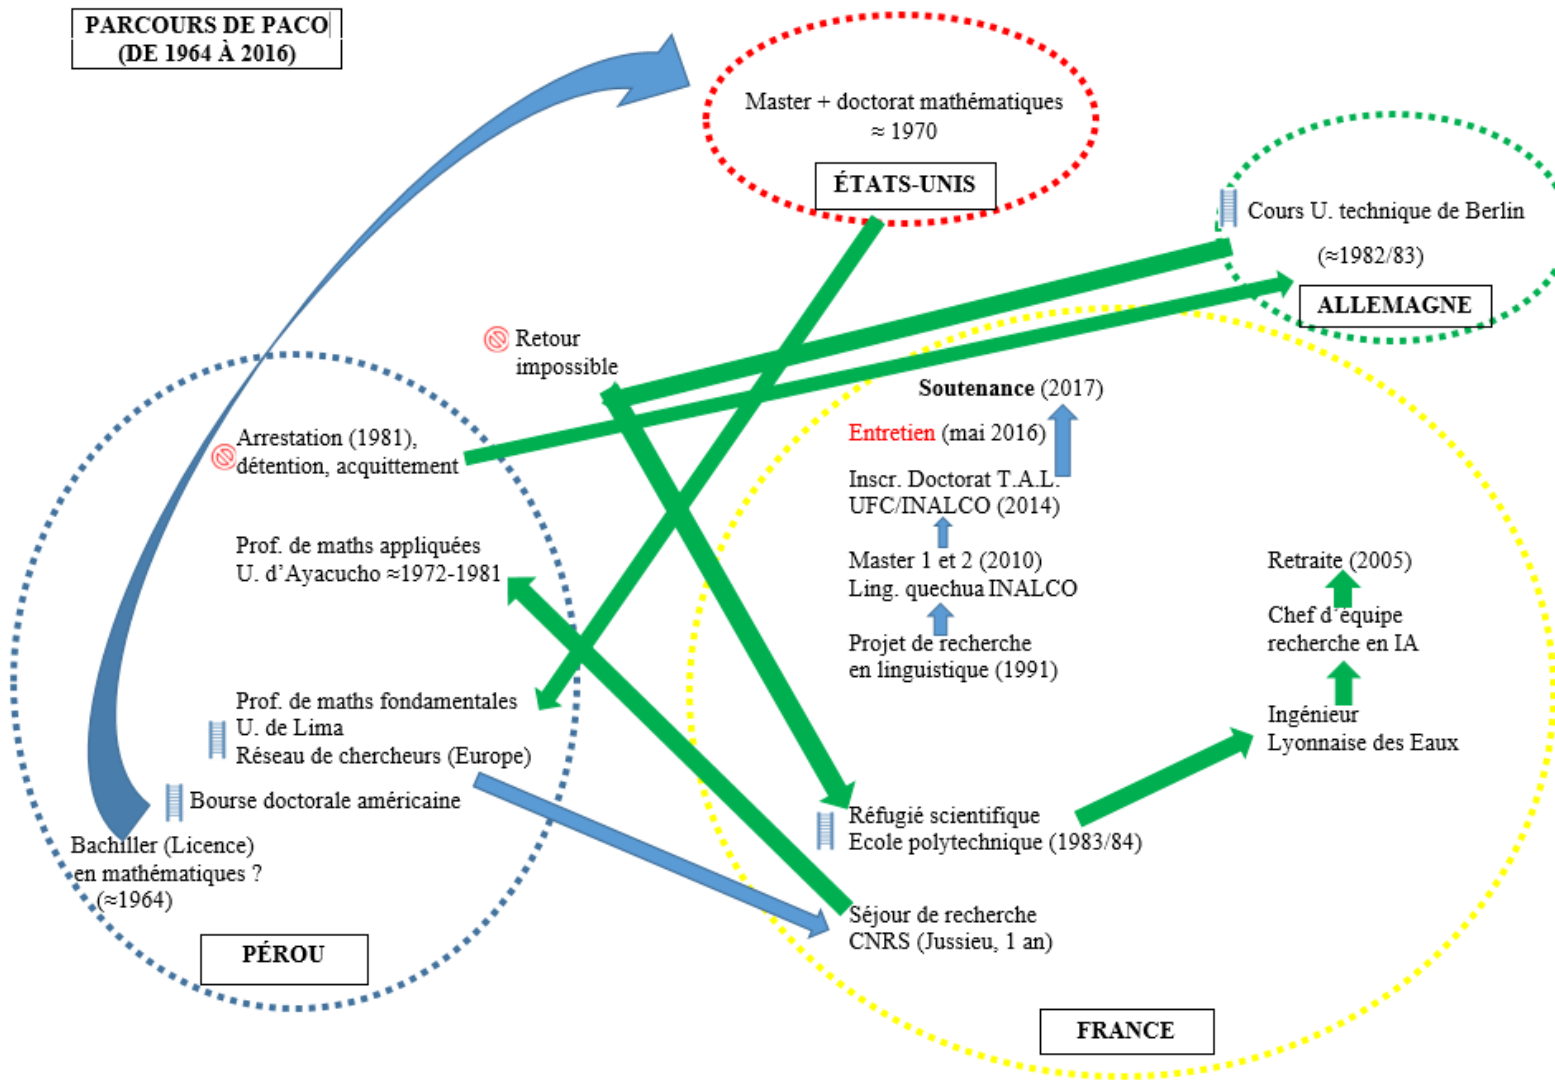 PARCOURS DE PACO
(DE 1964 À 2016)
Master + doctorat mathématiques
≈ 1970
ÉTATS-UNIS
Cours U. technique de Berlin
(≈1982/83)
ALLEMAGNE
Retour
impossible
Arrestation (1981),
détention, acquittement
Prof. de maths appliquées
U. d’Ayacucho ≈1972-1981
Prof. de maths fondamentales
U. de Lima
Réseau de chercheurs (Europe)
Bourse doctorale américaine
Bachiller (Licence)
en mathématiques ?
(≈1964)
PÉROU
Soutenance (2017)
Entretien (mai 2016)
Inscr. Doctorat T.A.L.
UFC/INALCO (2014)
Master 1 et 2 (2010)
Ling. quechua INALCO
Projet de recherche
en linguistique (1991)
Retraite (2005)
Chef d’équipe
recherche en IA
Ingénieur
Lyonnaise des Eaux
Réfugié scientifique
Ecole polytechnique (1983/84)
Séjour de recherche
CNRS (Jussieu, 1 an)
FRANCE